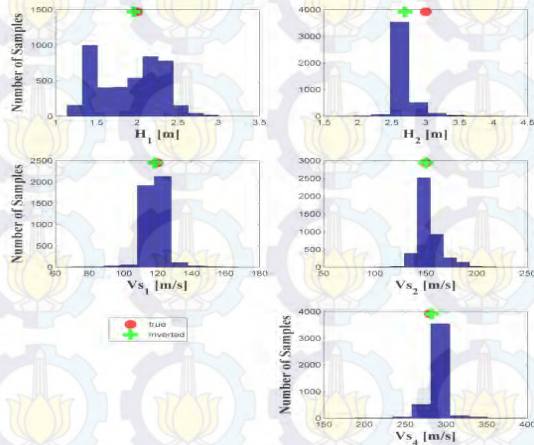 Number of Samples
1500
1000
500
0
1 1.5 2 2.5 3 3.5
H1 [m]
4000
3000
2000
1000
0
1.5 2 2.5 3 3.5 4 4.5
H2 [m]
Number of Samples
2500
2000
1500
1000
500
0
60 80 100 120 140 160 180
Vs1 [m/s]
3000
2500
2000
1500
1000
500
0
50 100 150 200 250
Vs2 [m/s]
true
inverted
Number of Samples
4000
3000
2000
1000
0
150 200 250 300 350 400
Vs4 [m/s]